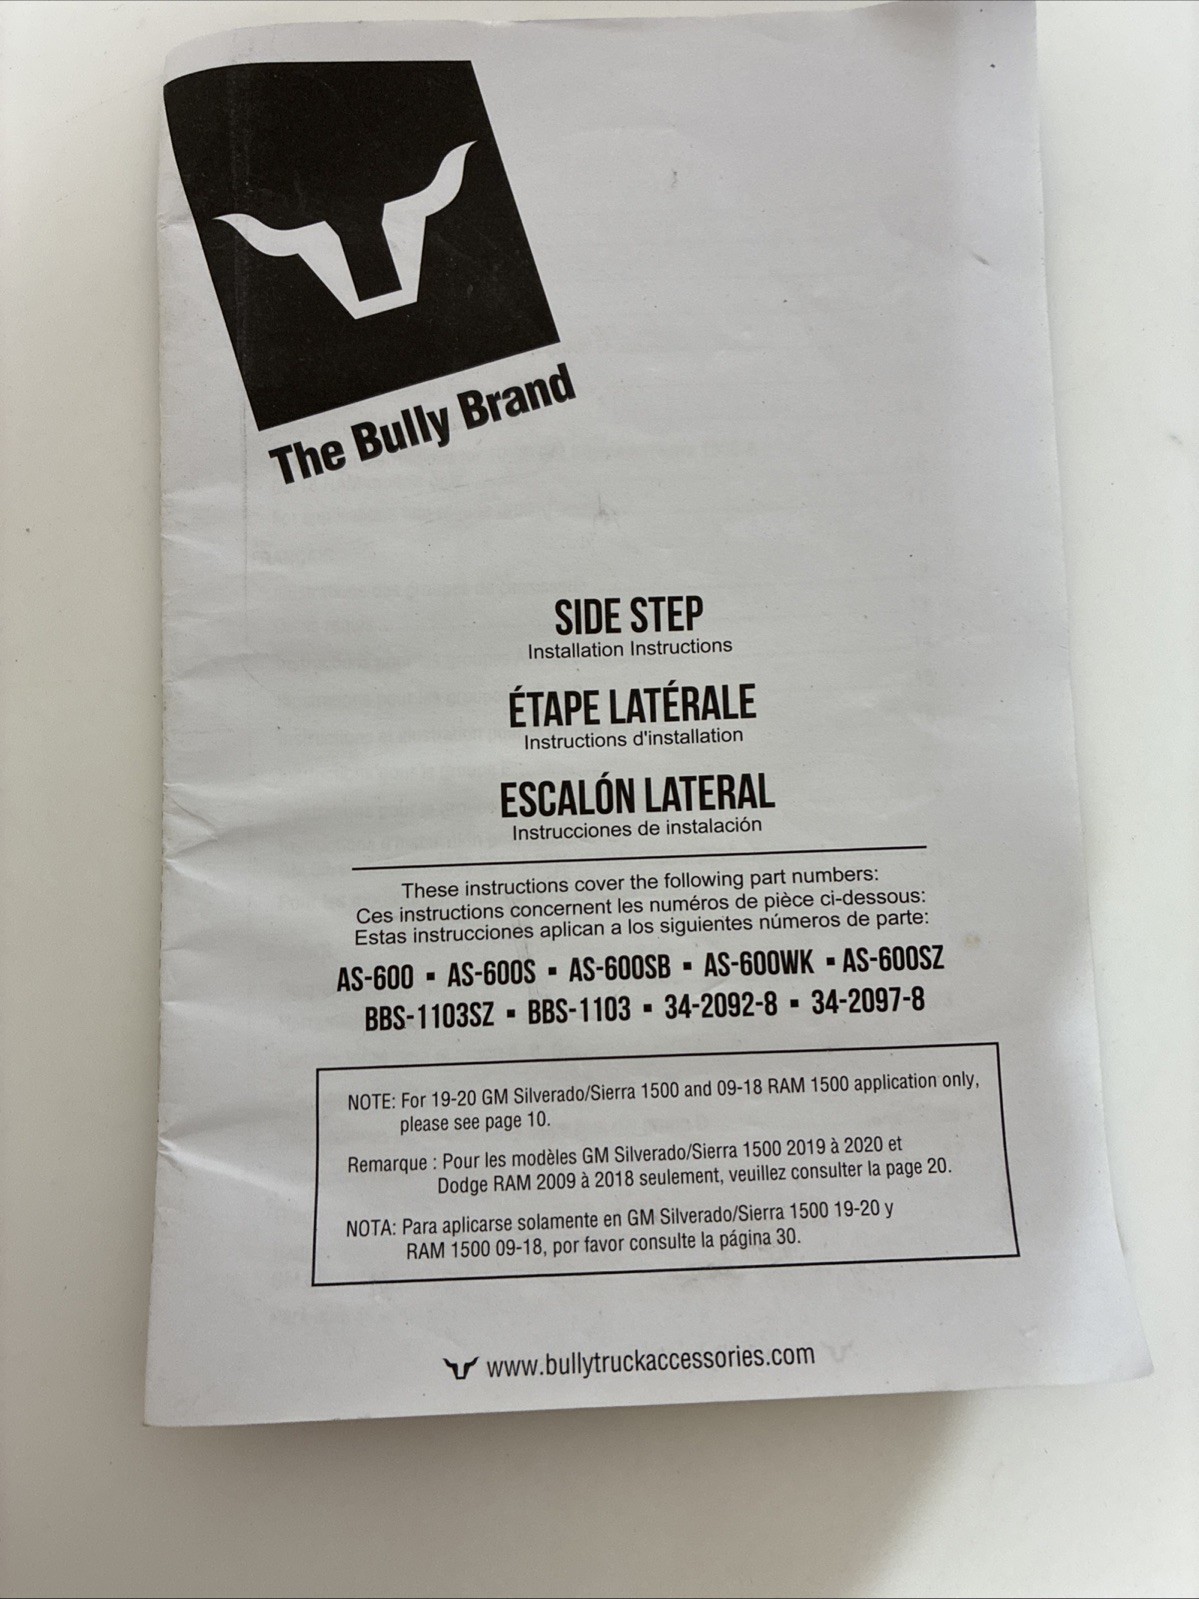 The Bully Brand
SIDE STEP
Installation Instructions
ÉTAPE LATÉRALE
Instructions d'installation
ESCALÓN LATERAL
Instrucciones de instalación
These instructions cover the following part numbers:
Ces instructions concernent les numéros de pièce ci-dessous:
Estas instrucciones aplican a los siguientes números de parte:
AS-600 ▪ AS-600S ▪ AS-600SB ▪ AS-600WK ▪ AS-600SZ
BBS-1103SZ ▪ BBS-1103 ▪ 34-2092-8 ▪ 34-2097-8
NOTE: For 19-20 GM Silverado/Sierra 1500 and 09-18 RAM 1500 application only,
please see page 10.
Remarque : Pour les modèles GM Silverado/Sierra 1500 2019 à 2020 et
Dodge RAM 2009 à 2018 seulement, veuillez consulter la page 20.
NOTA: Para aplicarse solamente en GM Silverado/Sierra 1500 19-20 y
RAM 1500 09-18, por favor consulte la página 30.
www.bullytruckaccessories.com